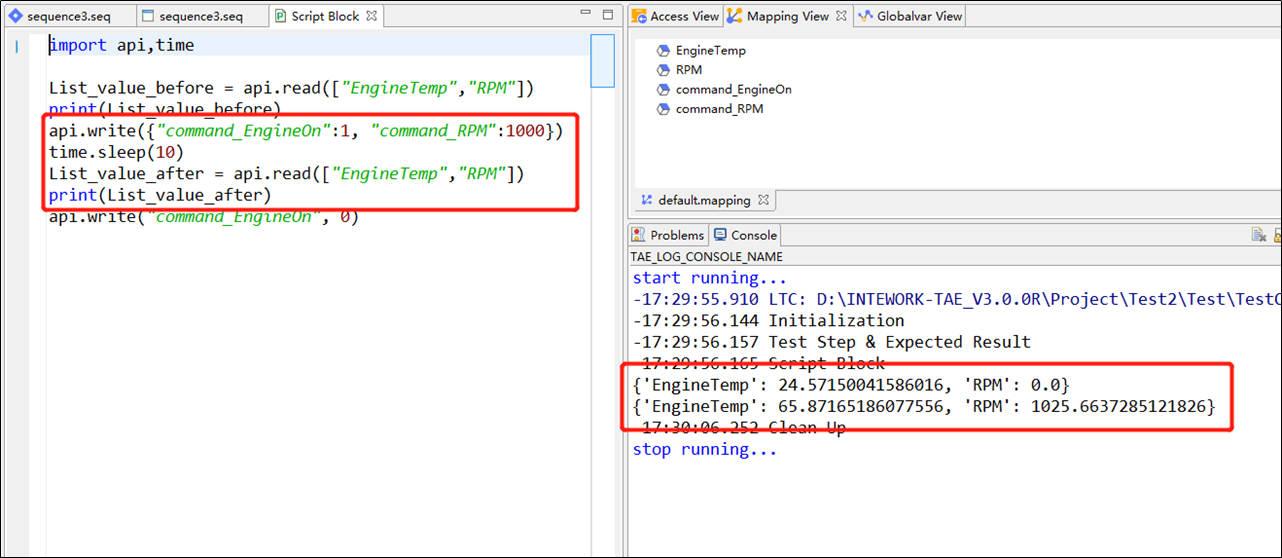 sequence3.seq
sequence3.seq
Script Block
import api,time
List_value_before = api.read(["EngineTemp","RPM"])
print(List_value_before)
api.write({"command_EngineOn":1, "command_RPM":1000})
time.sleep(10)
List_value_after = api.read(["EngineTemp","RPM"])
print(List_value_after)
api.write("command_EngineOn", 0)
Access View
Mapping View
Globalvar View
EngineTemp
RPM
command_EngineOn
command_RPM
default.mapping
Problems
Console
TAE_LOG_CONSOLE_NAME
start running...
-17:29:55.910 LTC: D:\INTEWORK-TAE_V3.0.0R\Project\Test2\Test\Test
-17:29:56.144 Initialization
-17:29:56.157 Test Step & Expected Result
-17:29:56.165 Script Block
{'EngineTemp': 24.57150041586016, 'RPM': 0.0}
{'EngineTemp': 65.87165186077556, 'RPM': 1025.6637285121826}
-17:30:06.252 Clean Up
stop running...